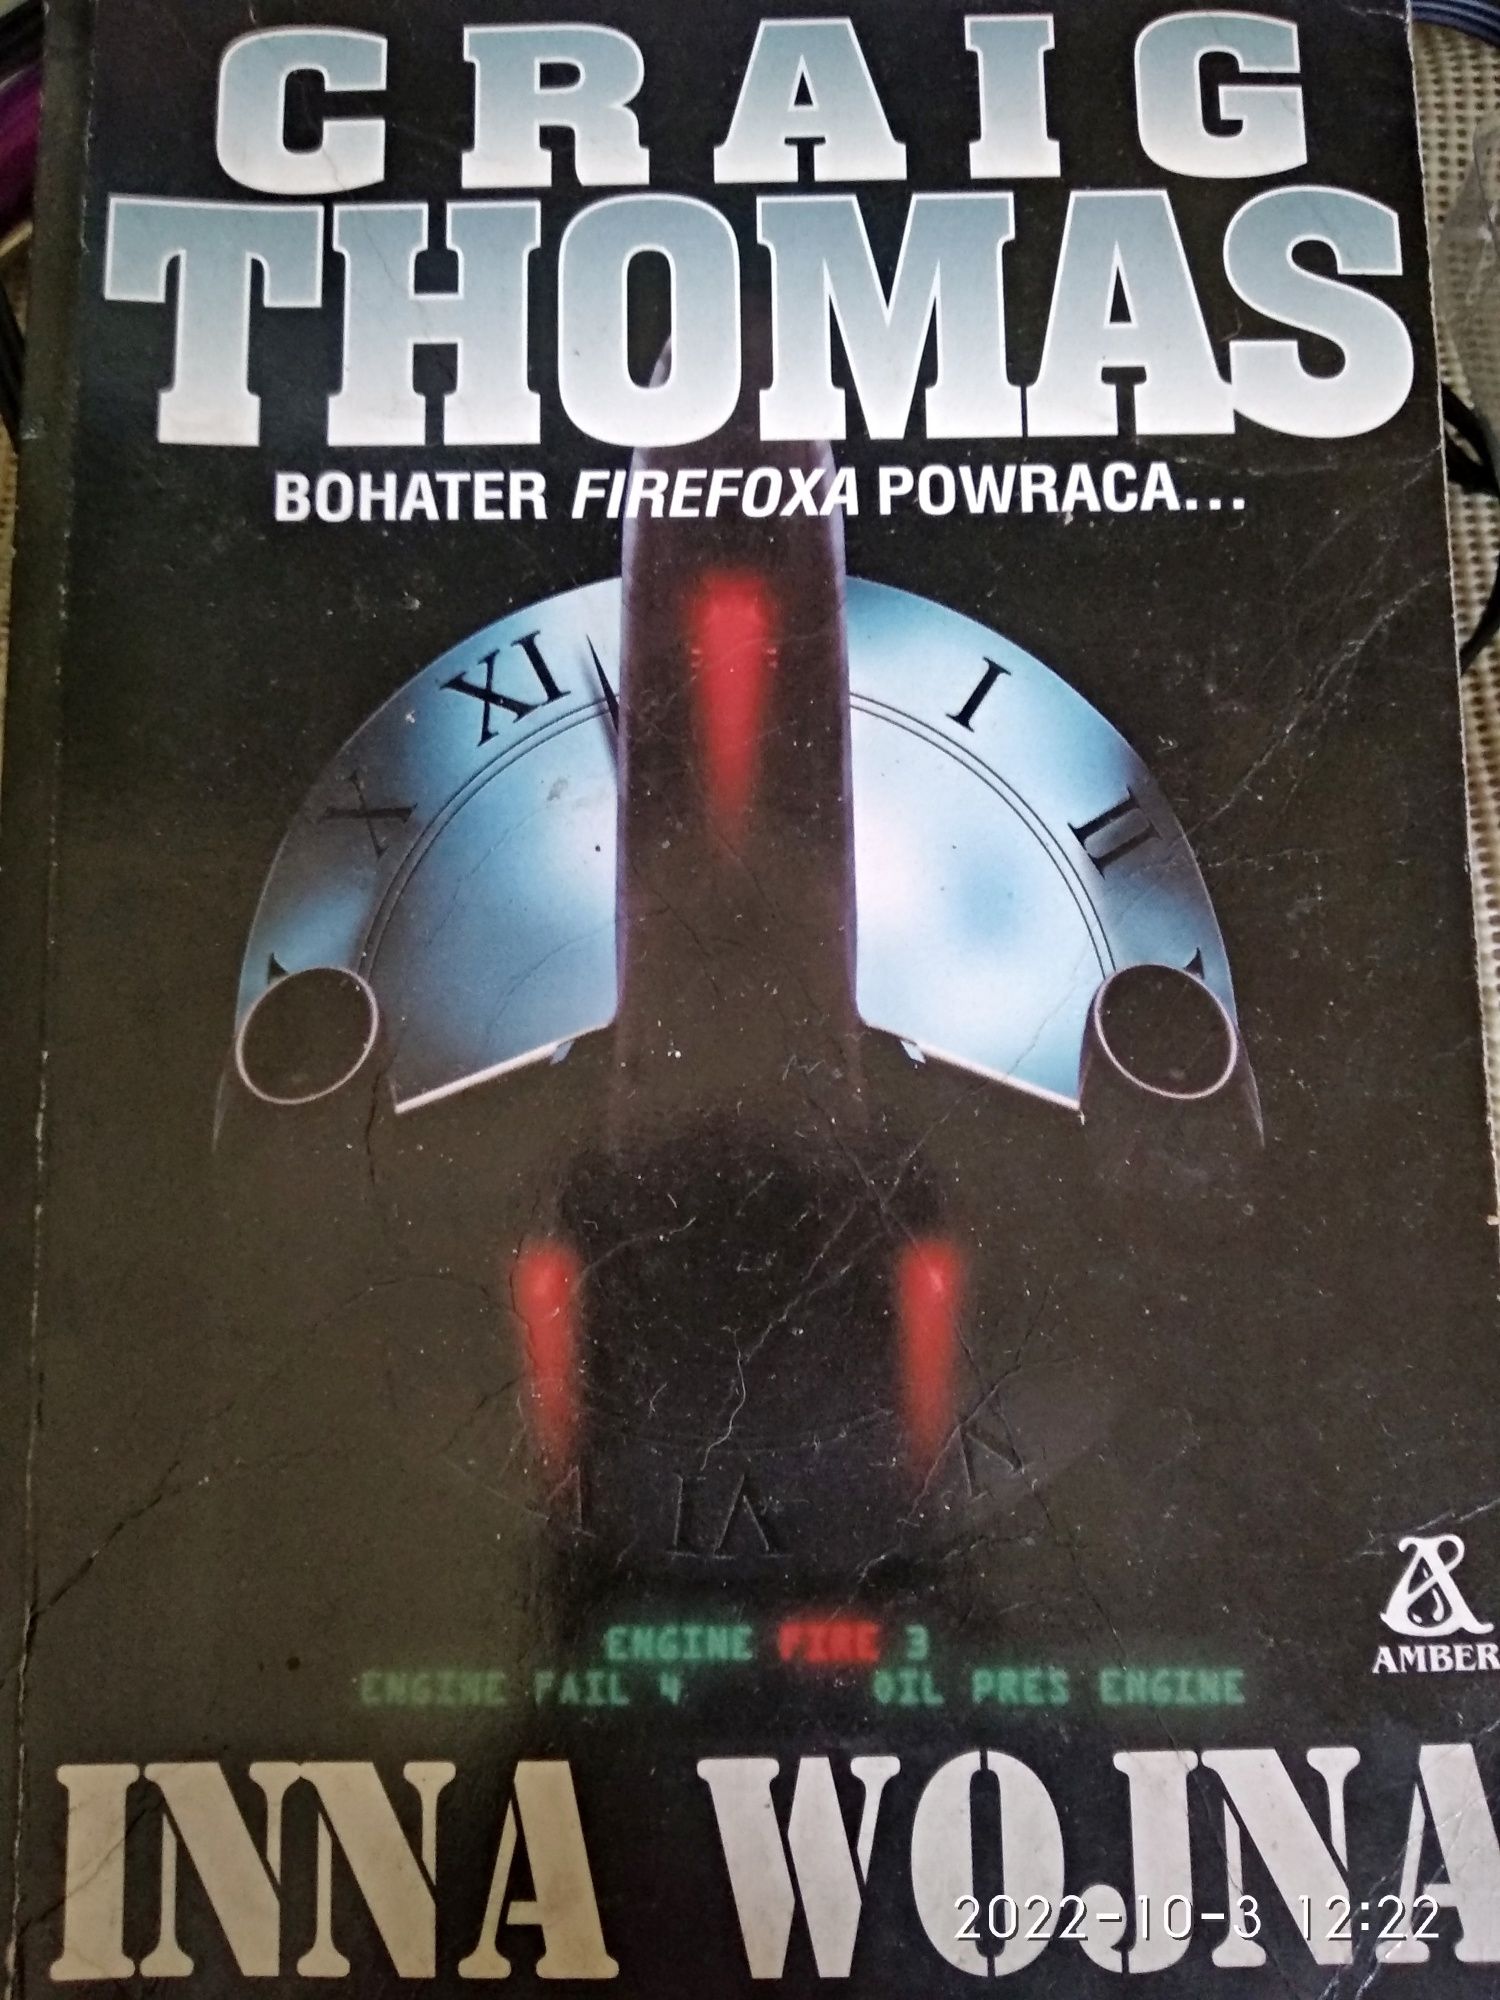 CRAIG
THOMAS
BOHATER FIREFOXA POWRACA...
XI
I
X
II
VI
ENGINE FIRE 3
ENGINE FAIL 4 OIL PRES ENGINE
AMBER
INNA WOJNA
2022-10-3 12:22